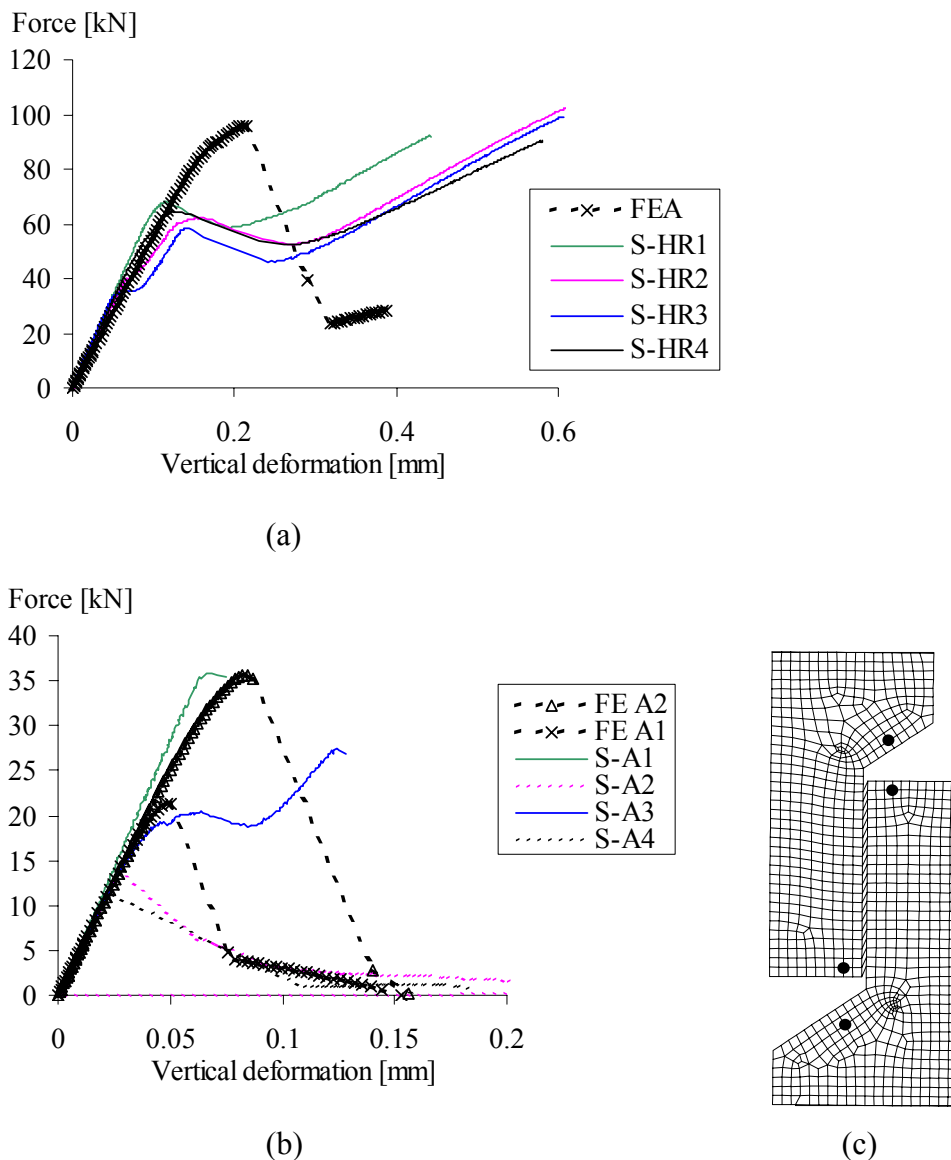 Force [kN]
120
100
80
60
40
20
0
0 0.2 0.4 0.6
Vertical deformation [mm]
FEA
S-HR1
S-HR2
S-HR3
S-HR4
(a)
Force [kN]
40
35
30
25
20
15
10
5
0
0 0.05 0.1 0.15 0.2
Vertical deformation [mm]
FE A2
FE A1
S-A1
S-A2
S-A3
S-A4
(b)
(c)